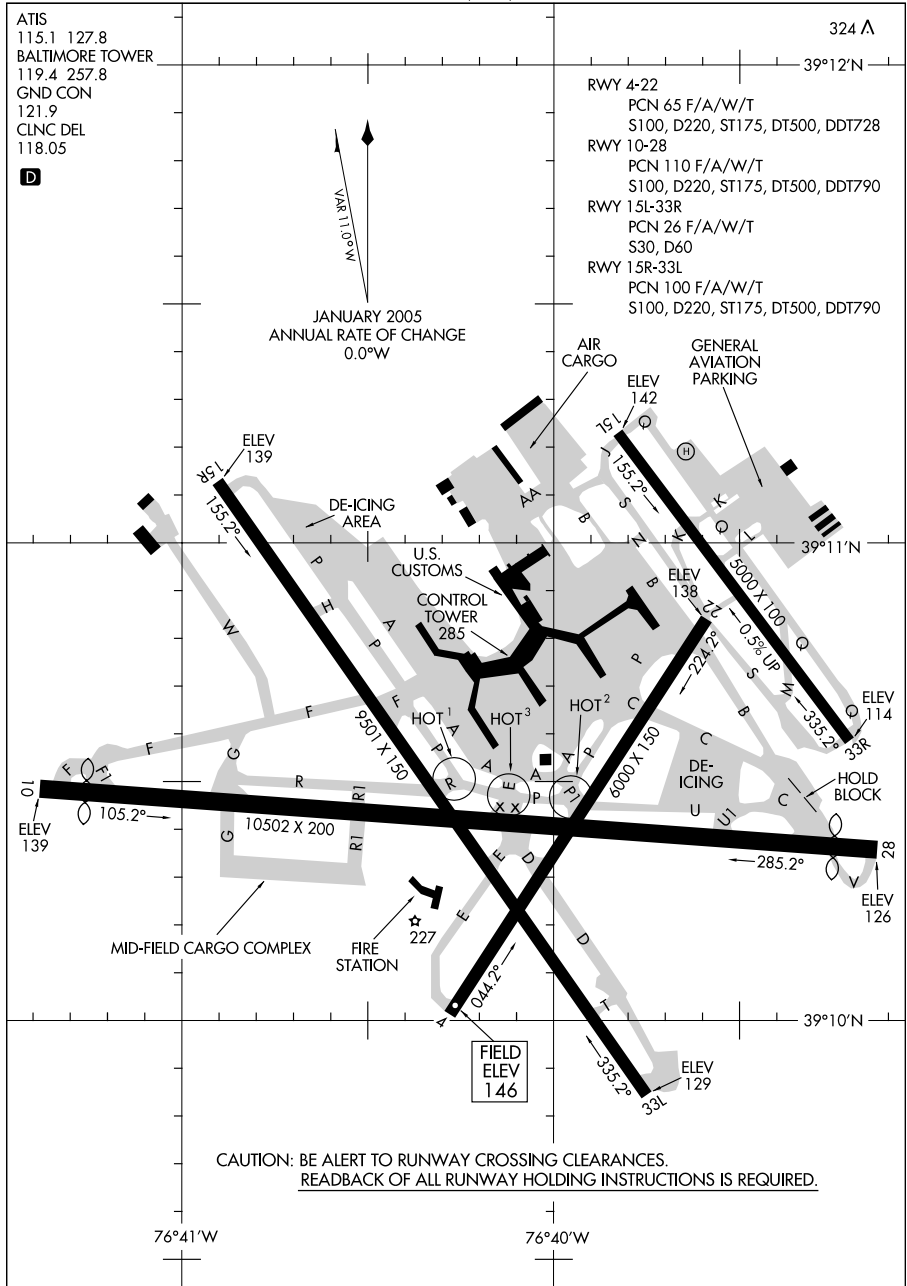 ATIS
115.1 127.8
BALTIMORE TOWER
119.4 257.8
GND CON
121.9
CLNC DEL
118.05
D
324
39°12'N
RWY 4-22
PCN 65 F/A/W/T
S100, D220, ST175, DT500, DDT728
RWY 10-28
PCN 110 F/A/W/T
S100, D220, ST175, DT500, DDT790
RWY 15L-33R
PCN 26 F/A/W/T
S30, D60
RWY 15R-33L
PCN 100 F/A/W/T
S100, D220, ST175, DT500, DDT790
VAR 11.0°W
JANUARY 2005
ANNUAL RATE OF CHANGE
0.0°W
AIR
CARGO
GENERAL
AVIATION
PARKING
ELEV
142
15L
Q
H
J
155.2°
ELEV
139
15R
155.2°
DE-ICING
AREA
AA
B
S
K
K
Q
L
N
39°11'N
U.S.
CUSTOMS
CONTROL
TOWER
285
P
H
A
P
B
ELEV
138
22
224.2°
5000 X 100
0.5% UP
Q
W
P
S
W
B
335.2°
Q
ELEV
114
33R
F
F
F
G
9501 X 150
HOT 1
HOT 3
HOT 2
A
P
A
A
P
A
P
C
C
6000 X 150
F
F1
R
R
R1
E
X X
P1
DE-
ICING
HOLD
BLOCK
C
U
U1
10
ELEV
139
105.2°
10502 X 200
G
R1
E
D
285.2°
28
V
ELEV
126
MID-FIELD CARGO COMPLEX
FIRE
STATION
227
E
D
044.2°
4
T
39°10'N
FIELD
ELEV
146
335.2°
ELEV
129
33L
CAUTION: BE ALERT TO RUNWAY CROSSING CLEARANCES.
READBACK OF ALL RUNWAY HOLDING INSTRUCTIONS IS REQUIRED.
76°41'W
76°40'W